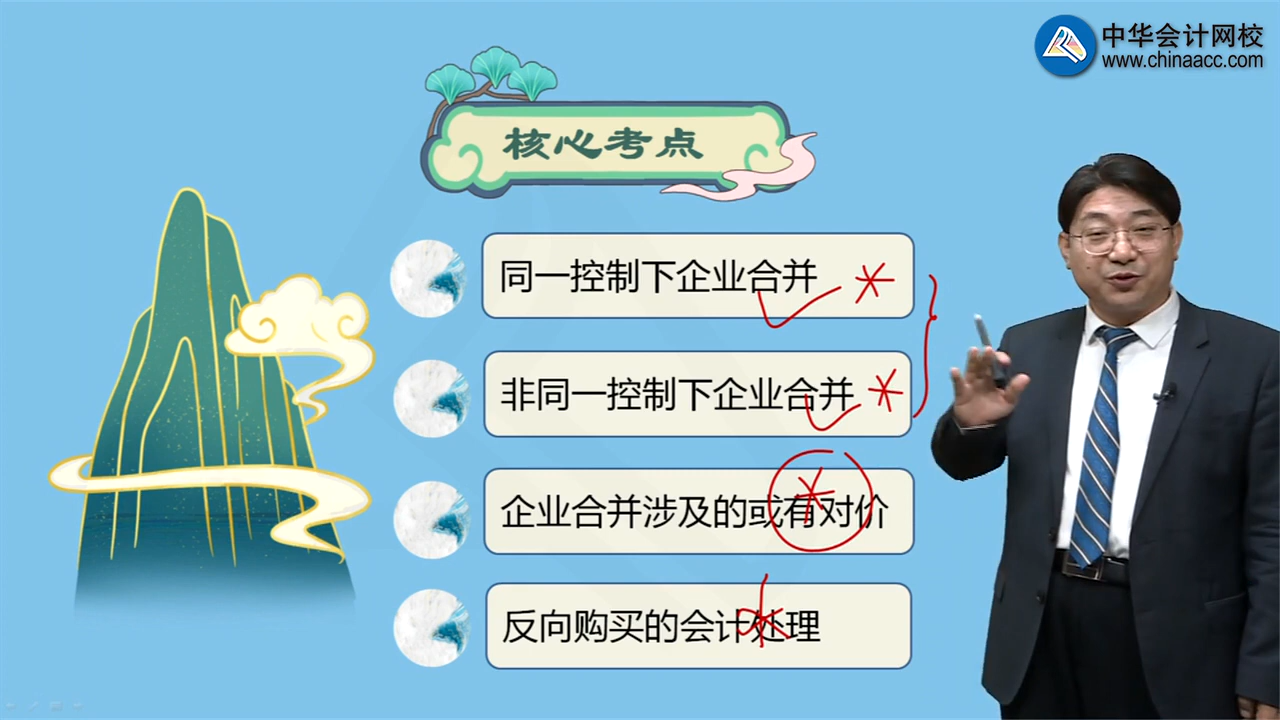 中华会计网校
www.chinaacc.com
核心考点
同一控制下企业合并
非同一控制下企业合并
企业合并涉及的或有对价
反向购买的会计处理